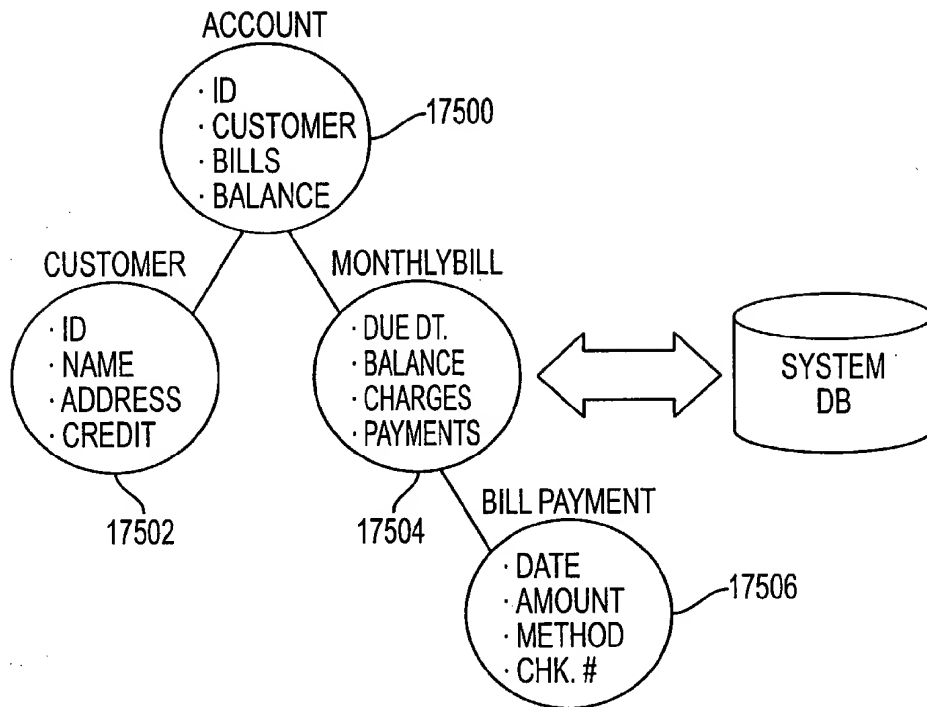 ACCOUNT
· ID
· CUSTOMER
· BILLS
· BALANCE
17500
CUSTOMER
· ID
· NAME
· ADDRESS
· CREDIT
17502
MONTHLYBILL
· DUE DT.
· BALANCE
· CHARGES
· PAYMENTS
17504
SYSTEM
DB
BILL PAYMENT
· DATE
· AMOUNT
· METHOD
· CHK. #
17506